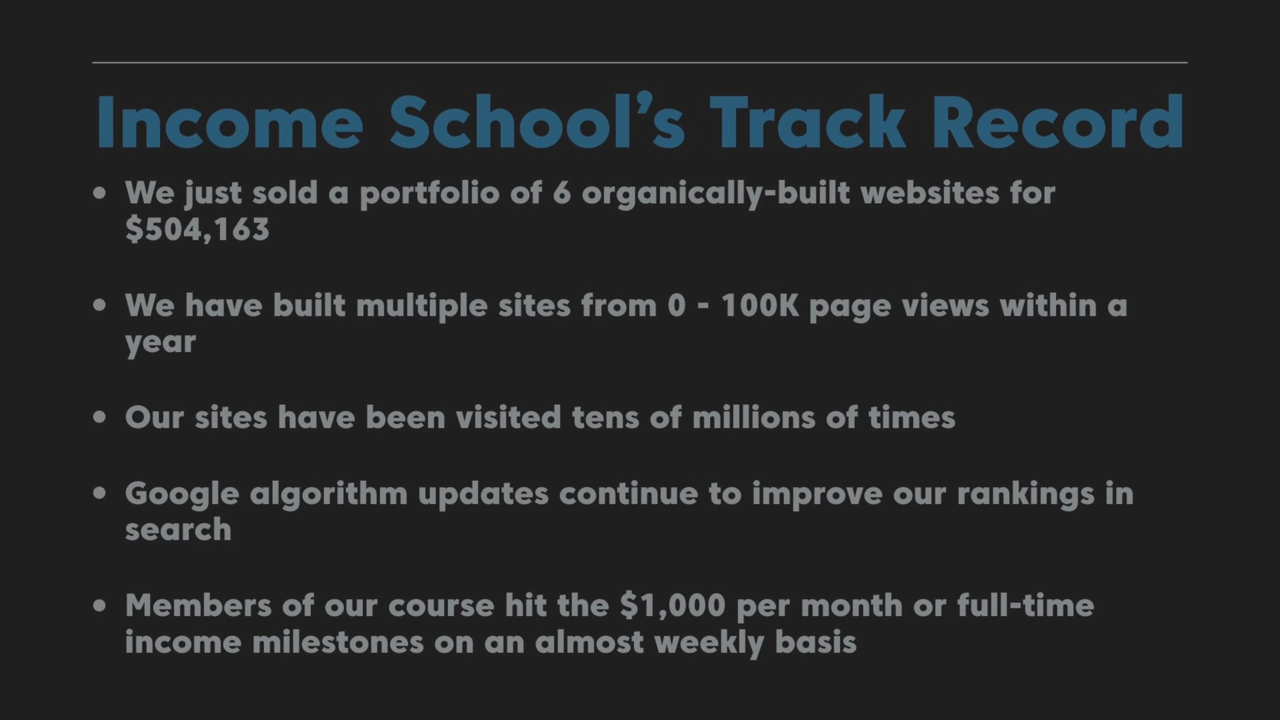 Income School’s Track Record
• We just sold a portfolio of 6 organically-built websites for
$504,163
• We have built multiple sites from 0 - 100K page views within a
year
• Our sites have been visited tens of millions of times
• Google algorithm updates continue to improve our rankings in
search
• Members of our course hit the $1,000 per month or full-time
income milestones on an almost weekly basis